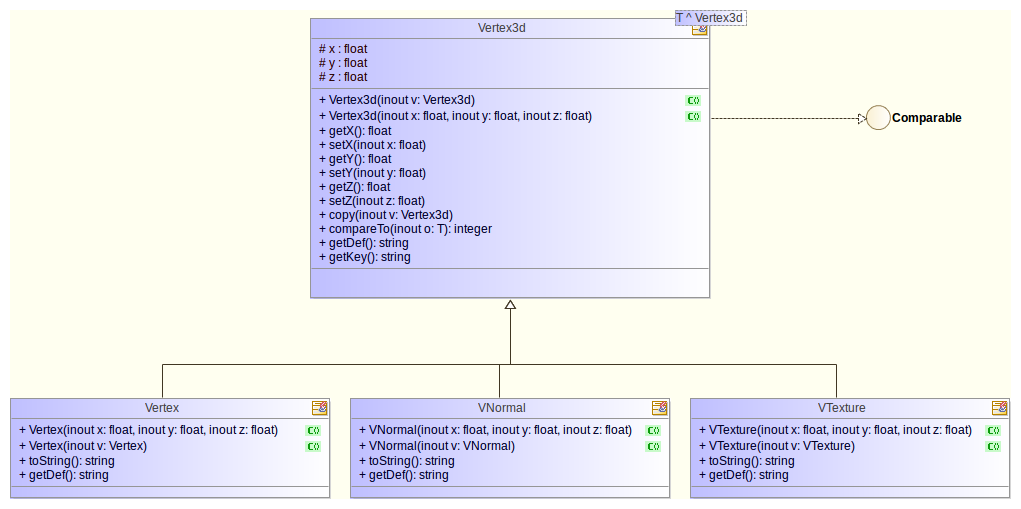 T ^ Vertex3d
Vertex3d
# x : float
# y : float
# z : float
+ Vertex3d(inout v: Vertex3d)
+ Vertex3d(inout x: float, inout y: float, inout z: float)
+ getX(): float
+ setX(inout x: float)
+ getY(): float
+ setY(inout y: float)
+ getZ(): float
+ setZ(inout z: float)
+ copy(inout v: Vertex3d)
+ compareTo(inout o: T): integer
+ getDef(): string
+ getKey(): string
Comparable
Vertex
+ Vertex(inout x: float, inout y: float, inout z: float)
+ Vertex(inout v: Vertex)
+ toString(): string
+ getDef(): string
VNormal
+ VNormal(inout x: float, inout y: float, inout z: float)
+ VNormal(inout v: VNormal)
+ toString(): string
+ getDef(): string
VTexture
+ VTexture(inout x: float, inout y: float, inout z: float)
+ VTexture(inout v: VTexture)
+ toString(): string
+ getDef(): string